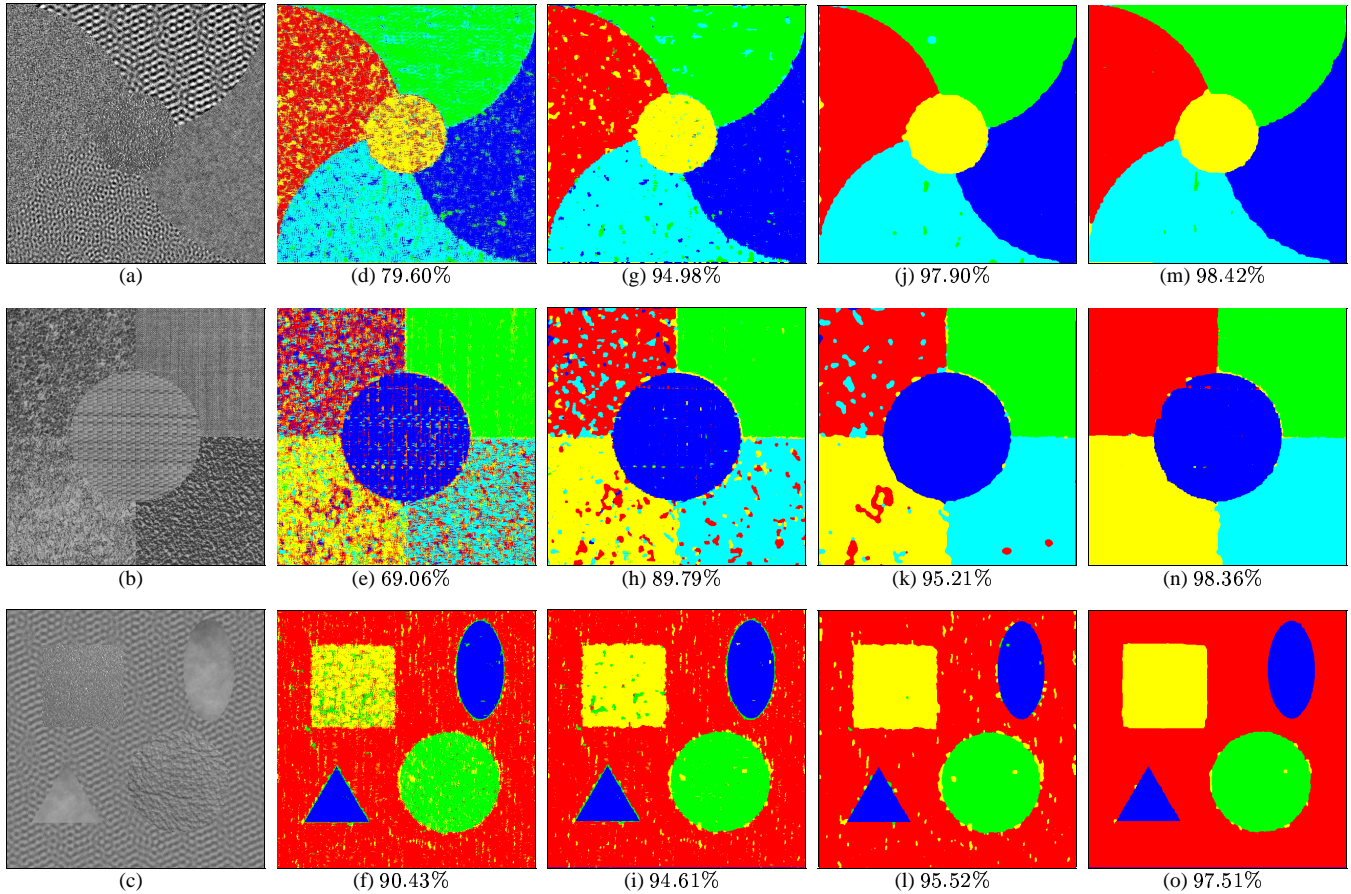 (a) (d) 79.60% (g) 94.98% (j) 97.90% (m) 98.42%
(b) (e) 69.06% (h) 89.79% (k) 95.21% (n) 98.36%
(c) (f) 90.43% (i) 94.61% (l) 95.52% (o) 97.51%